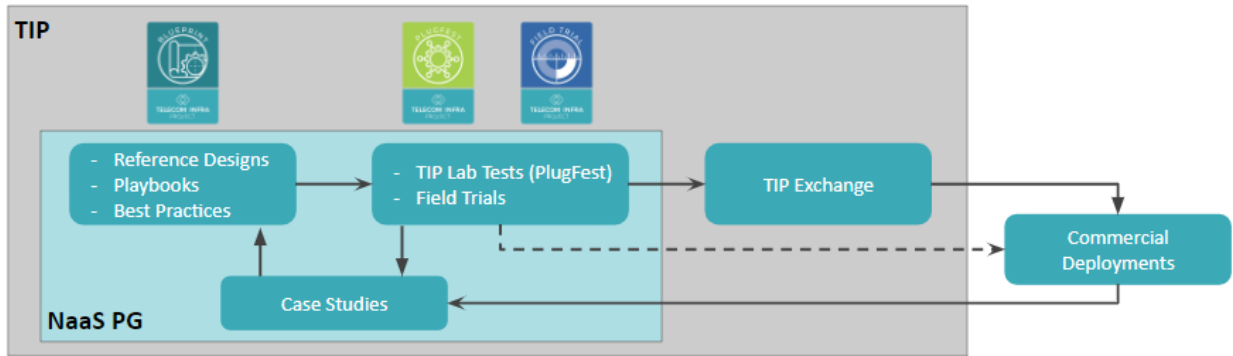 TIP
BLUEPRINT
TELECOM INFRA
PROJECT
PLUGFEST
TELECOM INFRA
PROJECT
FIELD TRIAL
TELECOM INFRA
PROJECT
- Reference Designs
- Playbooks
- Best Practices
- TIP Lab Tests (PlugFest)
- Field Trials
TIP Exchange
Commercial
Deployments
Case Studies
NaaS PG